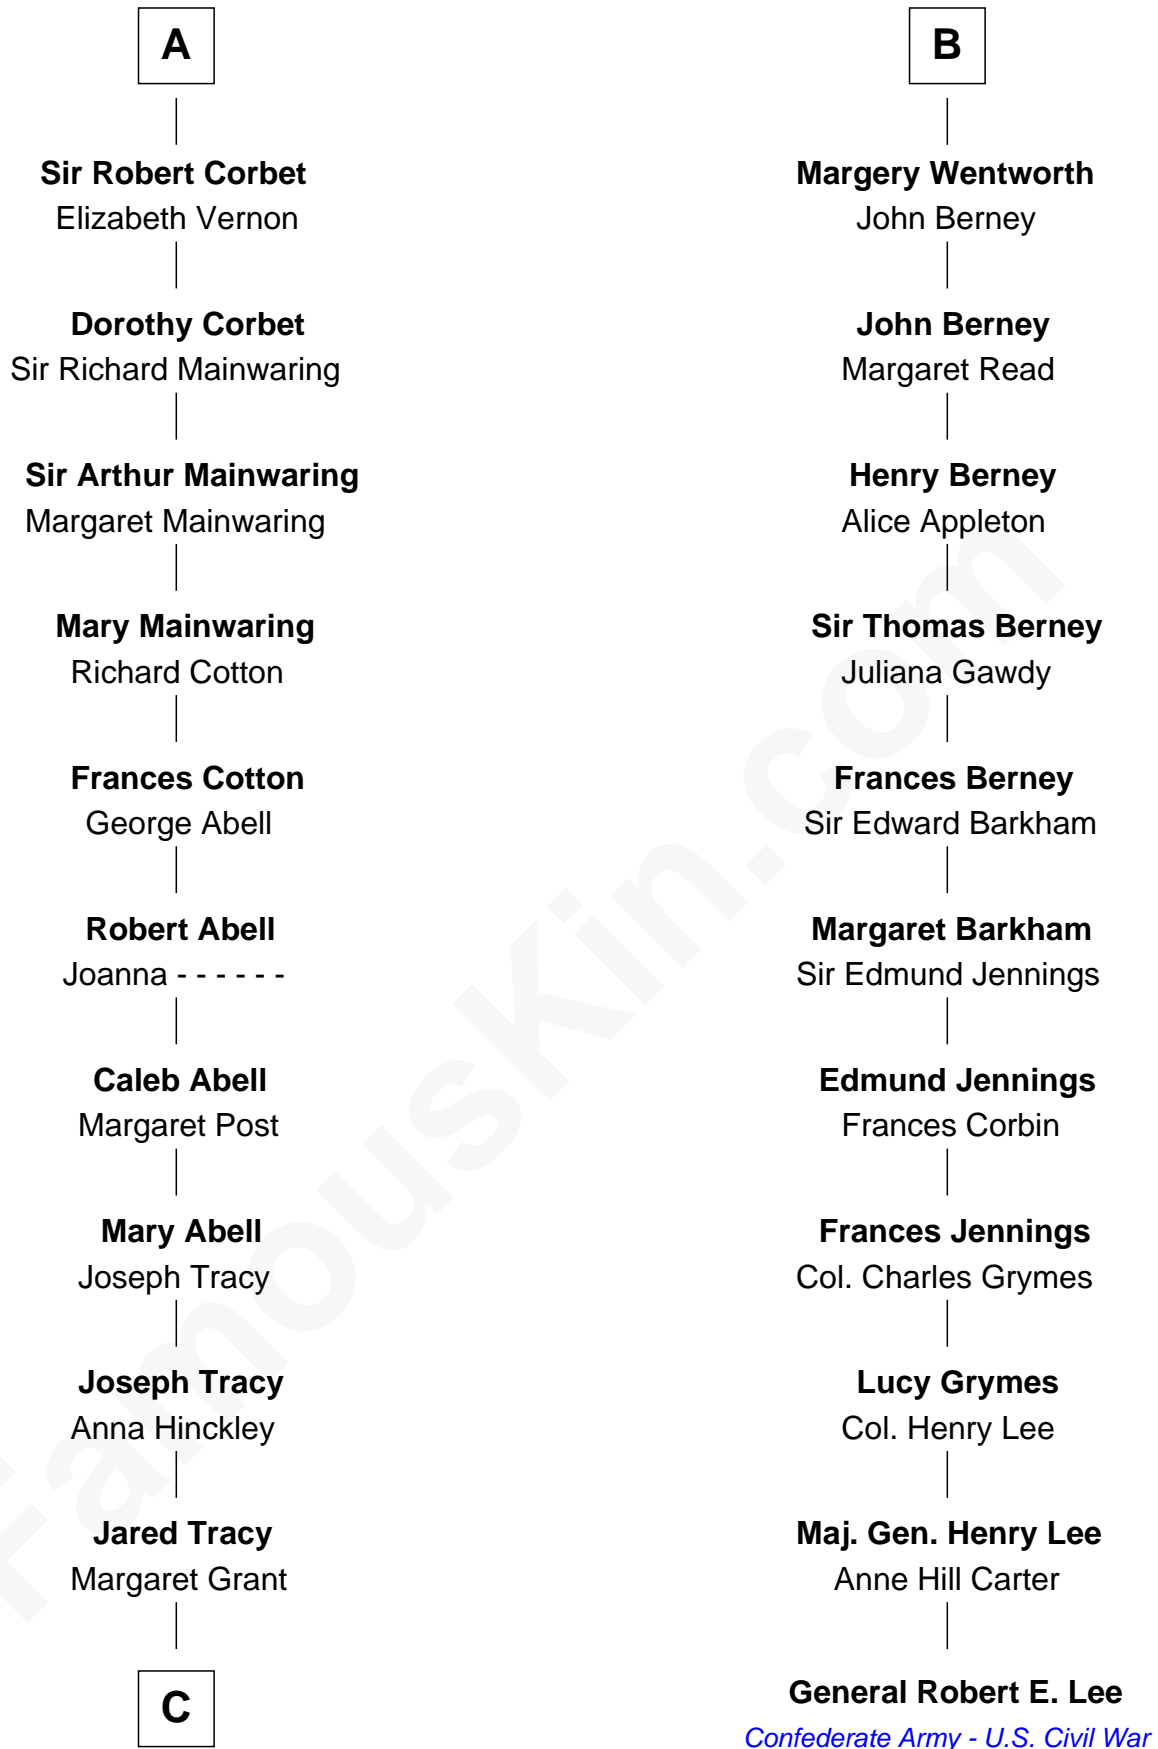 A
Sir Robert Corbet
Elizabeth Vernon
Dorothy Corbet
Sir Richard Mainwaring
Sir Arthur Mainwaring
Margaret Mainwaring
Mary Mainwaring
Richard Cotton
Frances Cotton
George Abell
Robert Abell
Joanna - - - - - -
Caleb Abell
Margaret Post
Mary Abell
Joseph Tracy
Joseph Tracy
Anna Hinckley
Jared Tracy
Margaret Grant
C
B
Margery Wentworth
John Berney
John Berney
Margaret Read
Henry Berney
Alice Appleton
Sir Thomas Berney
Juliana Gawdy
Frances Berney
Sir Edward Barkham
Margaret Barkham
Sir Edmund Jennings
Edmund Jennings
Frances Corbin
Frances Jennings
Col. Charles Grymes
Lucy Grymes
Col. Henry Lee
Maj. Gen. Henry Lee
Anne Hill Carter
General Robert E. Lee
Confederate Army - U.S. Civil War
FamousKin.com